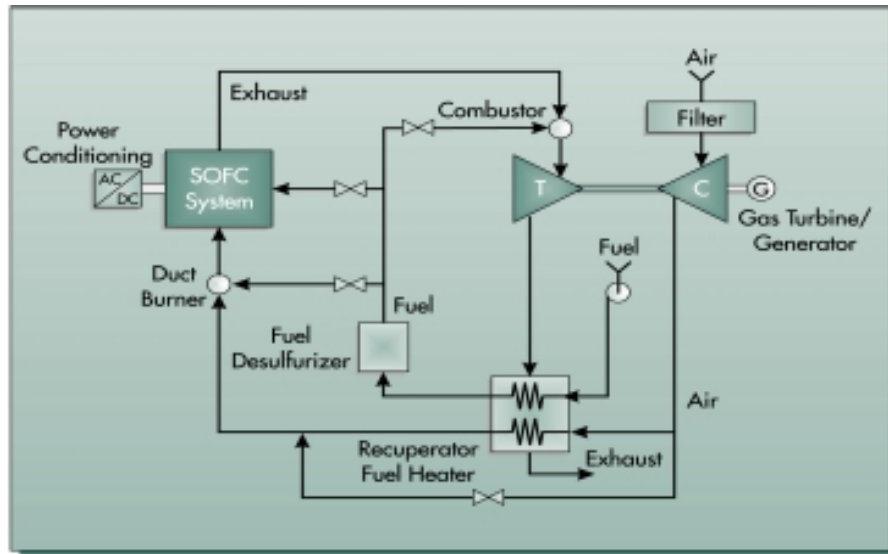 Air
Exhaust
Combustor
Filter
Power
Conditioning
AC
DC
SOFC
System
T
C
G
Gas Turbine/
Generator
Fuel
Duct
Burner
Fuel
Fuel
Desulfurizer
Air
Recuperator
Fuel Heater
Exhaust